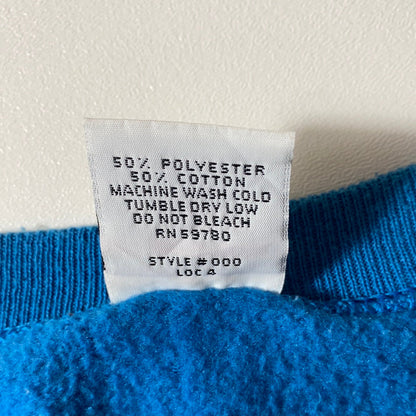 50% POLYESTER
50% COTTON
MACHINE WASH COLD
TUMBLE DRY LOW
DO NOT BLEACH
RN 59780
STYLE # 000
LOC 4